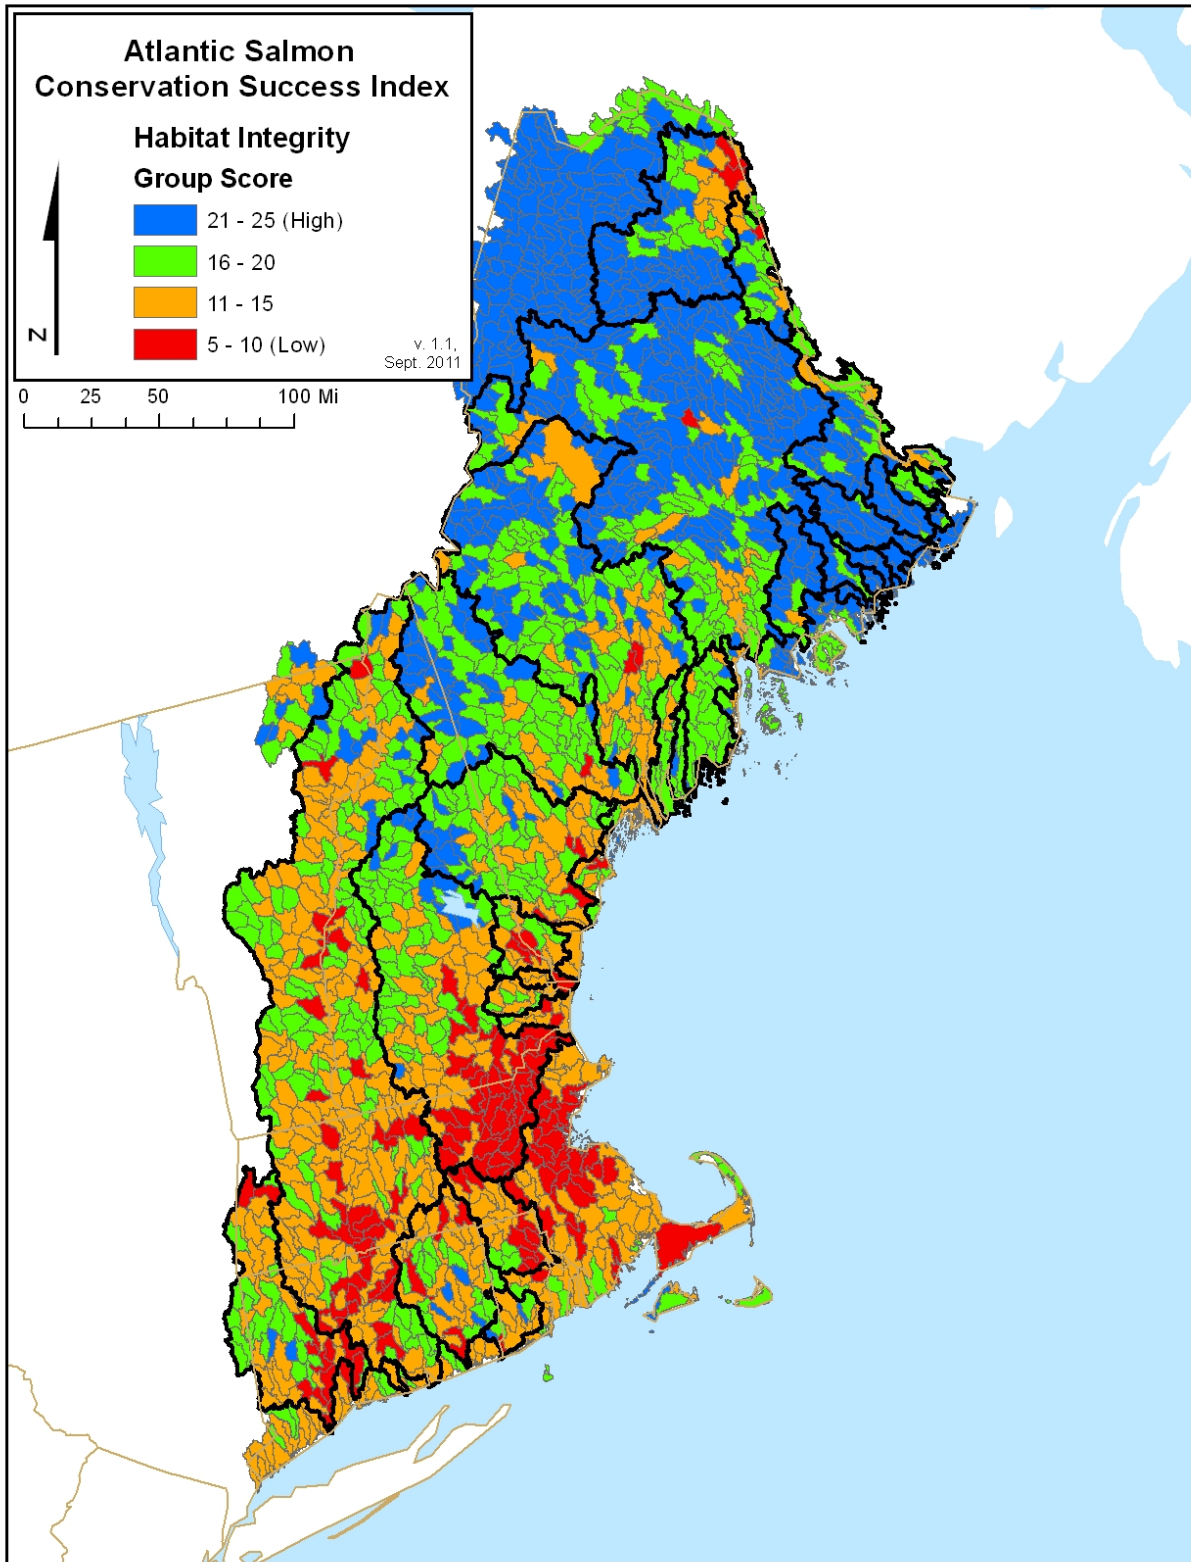 Atlantic Salmon
Conservation Success Index
Habitat Integrity
Group Score
21 - 25 (High)
16 - 20
11 - 15
5 - 10 (Low)
N
v. 1.1,
Sept. 2011
0 25 50 100 Mi